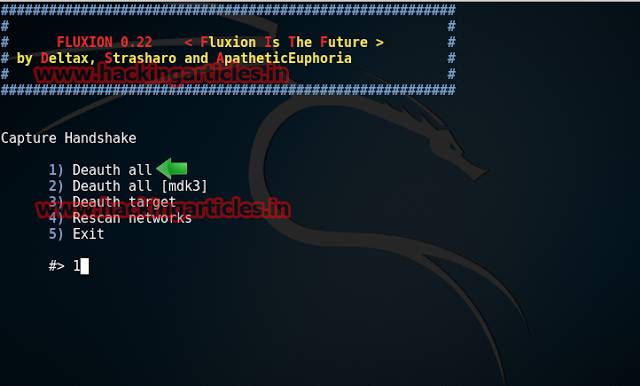 ####################################################
# #
# FLUXION 0.22 < Fluxion Is The Future > #
# by Deltax, Strasharo and ApatheticEuphoria #
# www.hackingarticles.in #
####################################################
Capture Handshake
1) Deauth all
2) Deauth all [mdk3]
3) Deauth target
www.hackingarticles.in
4) Rescan networks
5) Exit
#> 1